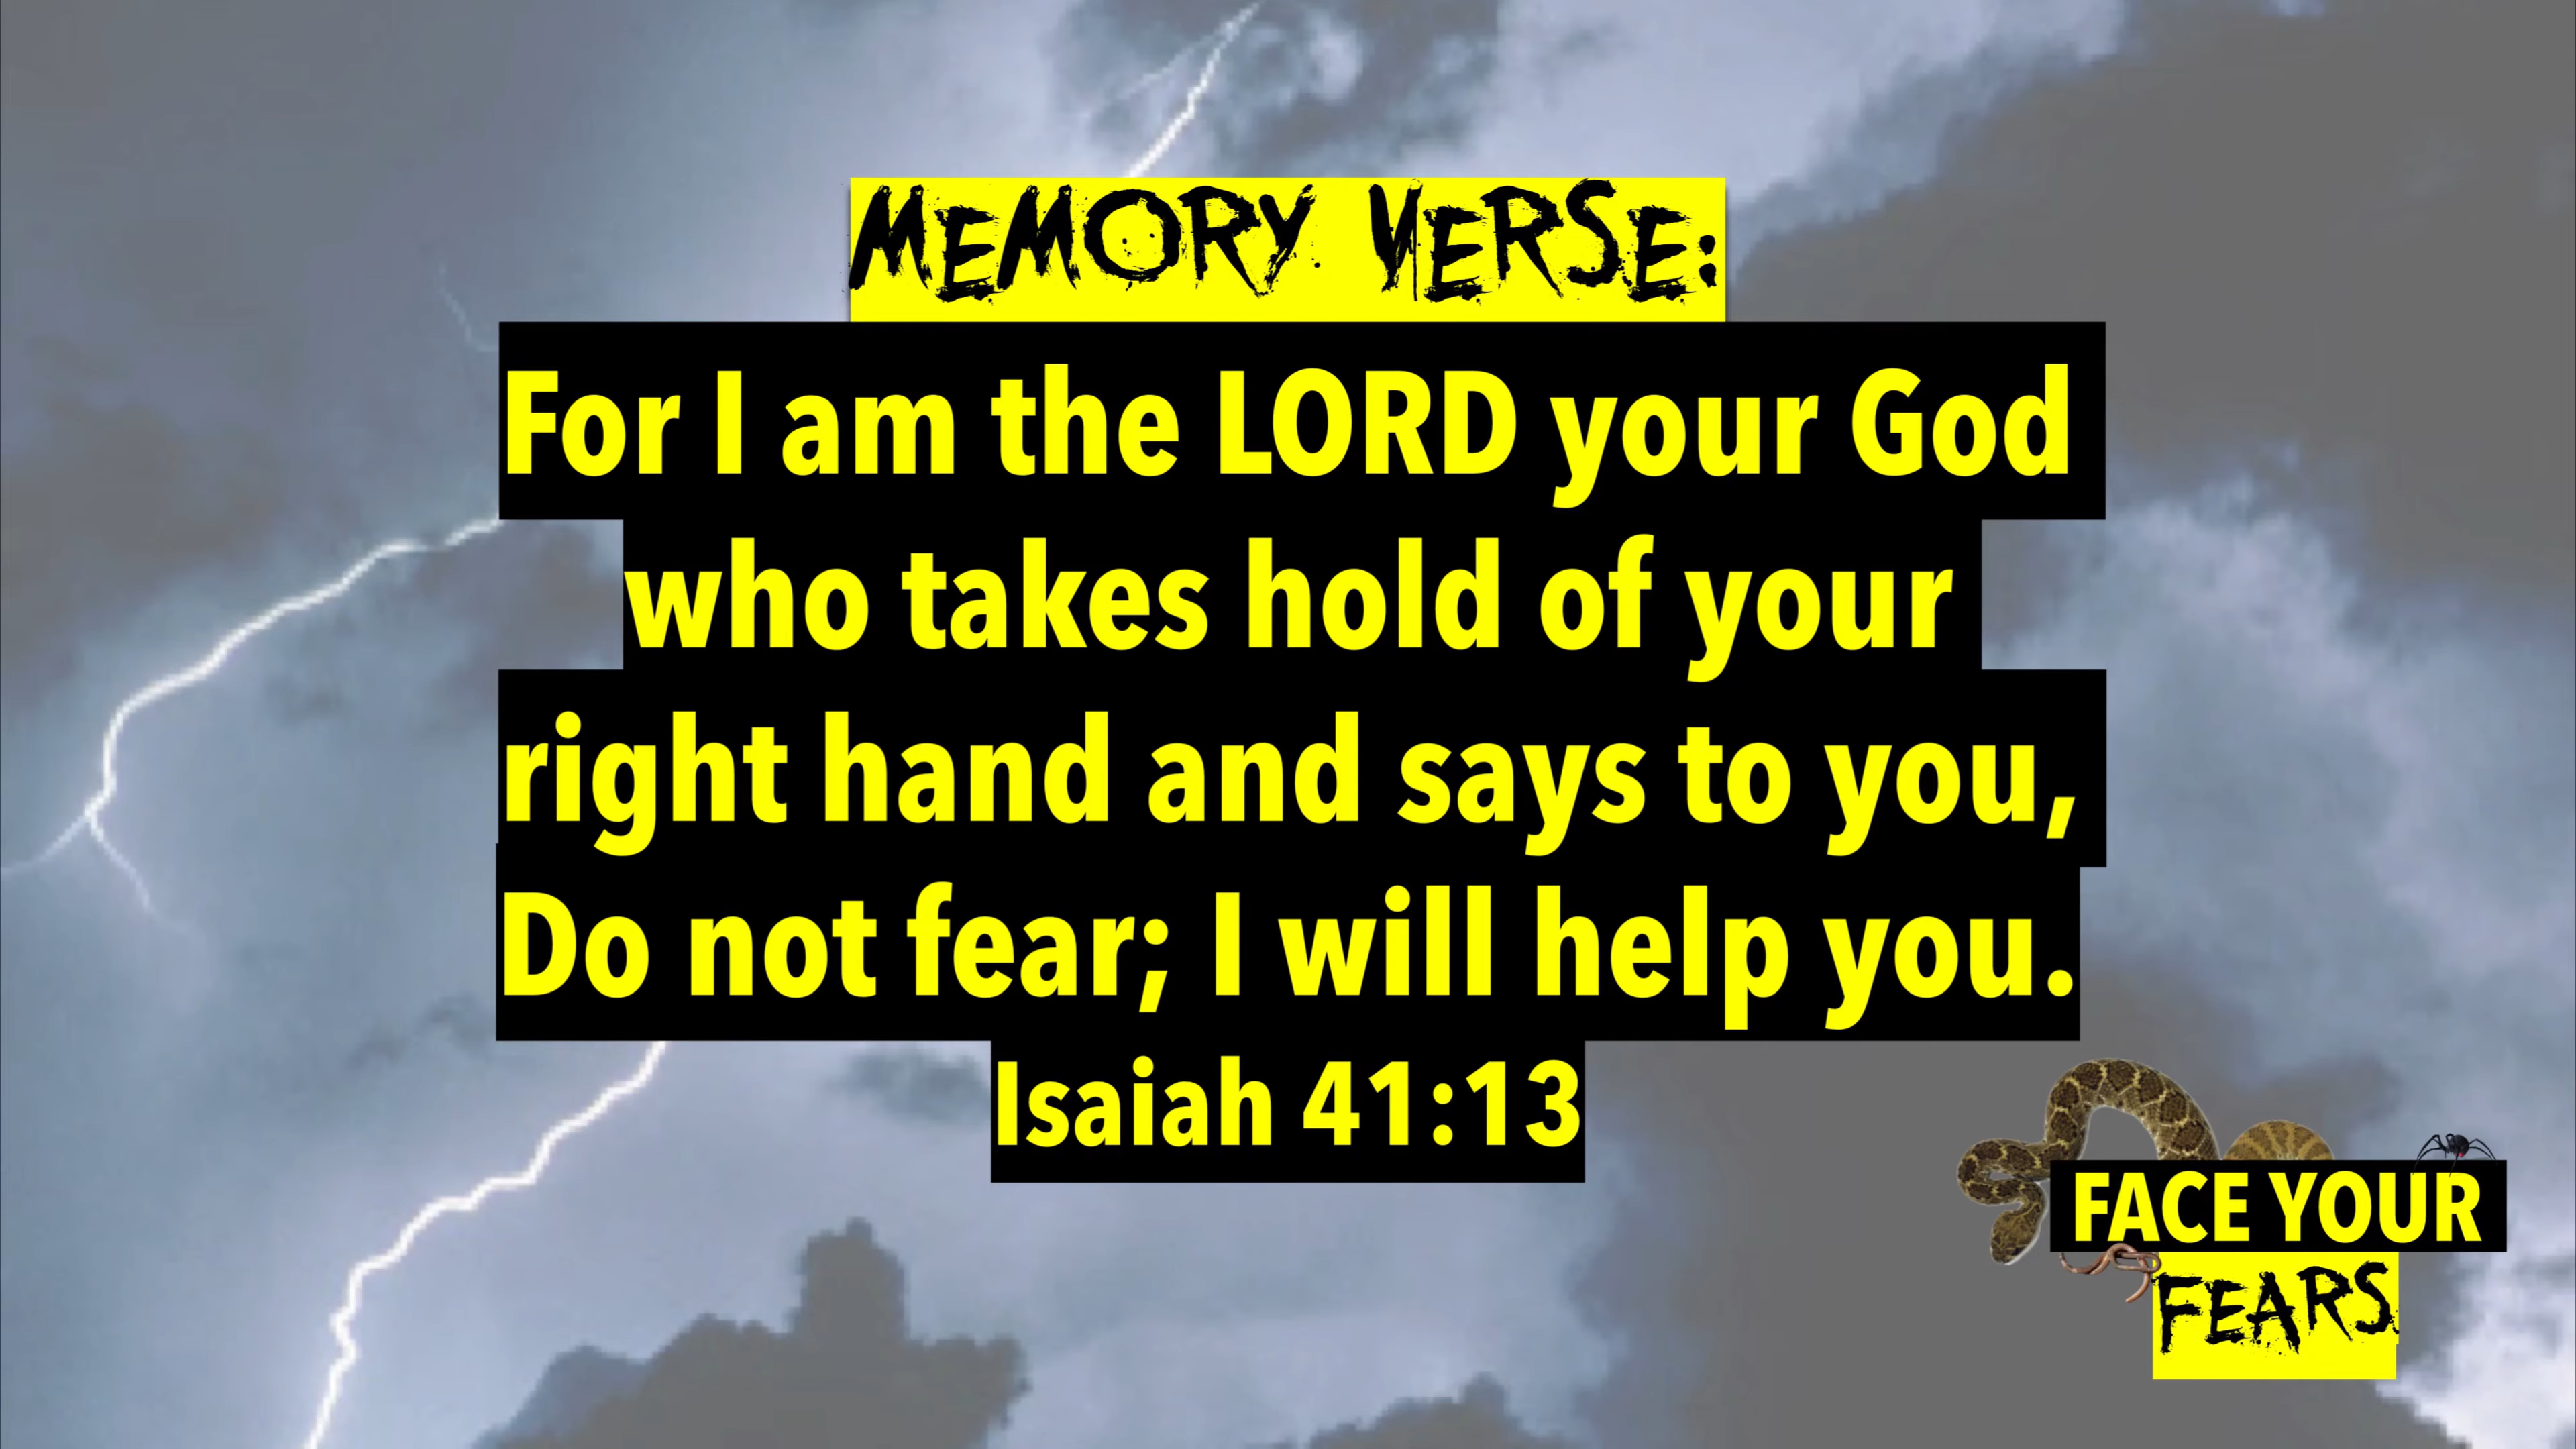 MEMORY VERSE:
For I am the LORD your God
who takes hold of your
right hand and says to you,
Do not fear; I will help you.
Isaiah 41:13
FACE YOUR
FEARS